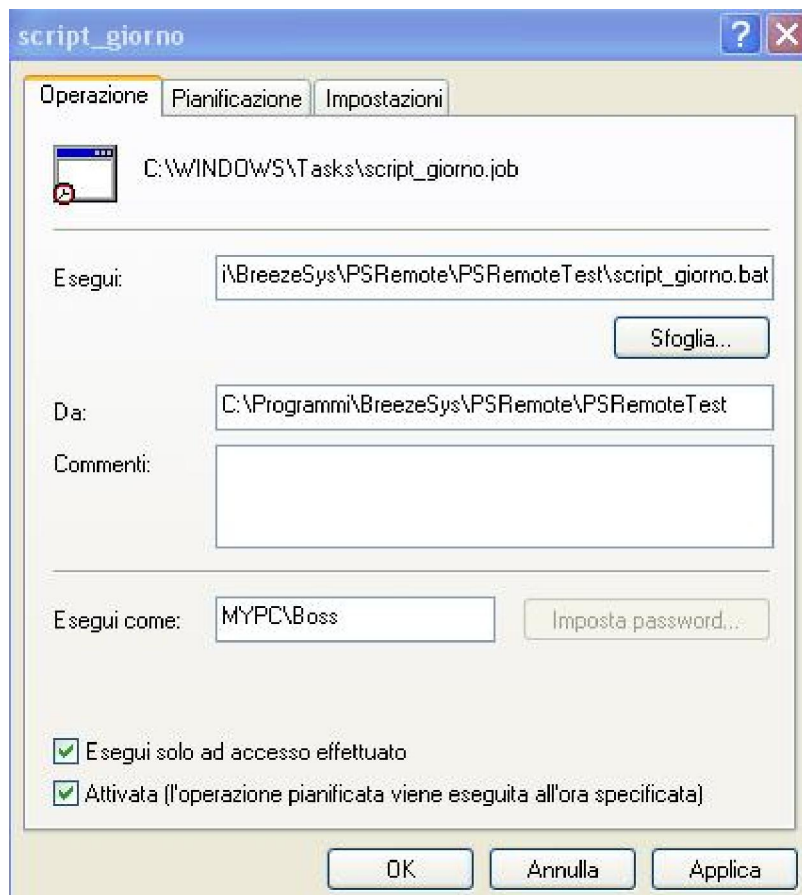 script_giorno
Operazione Pianificazione Impostazioni
C:\WINDOWS\Tasks\script_giorno.job
Esegui: i\BreezeSys\PSRemote\PSRemoteTest\script_giorno.bat
Sfoglia...
Da: C:\Programmi\BreezeSys\PSRemote\PSRemoteTest
Commenti:
Esegui come: MYPC\Boss Imposta password...
Esegui solo ad accesso effettuato
Attivata (l'operazione pianificata viene eseguita all'ora specificata)
OK Annulla Applica